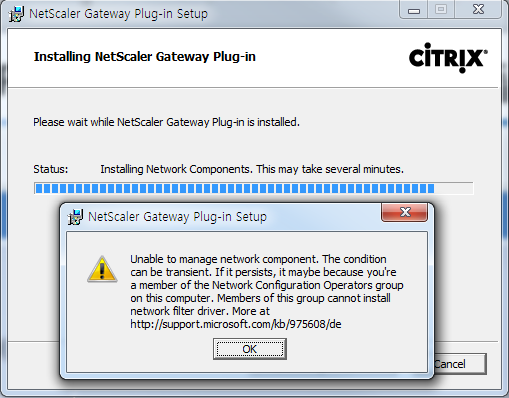 NetScaler Gateway Plug-in Setup
Installing NetScaler Gateway Plug-in
CITRIX®
Please wait while NetScaler Gateway Plug-in is installed.
Status: Installing Network Components. This may take several minutes.
NetScaler Gateway Plug-in Setup
Unable to manage network component. The condition
can be transient. If it persists, it maybe because you're
a member of the Network Configuration Operators group
on this computer. Members of this group cannot install
network filter driver. More at
http://support.microsoft.com/kb/975608/de
OK
Cancel